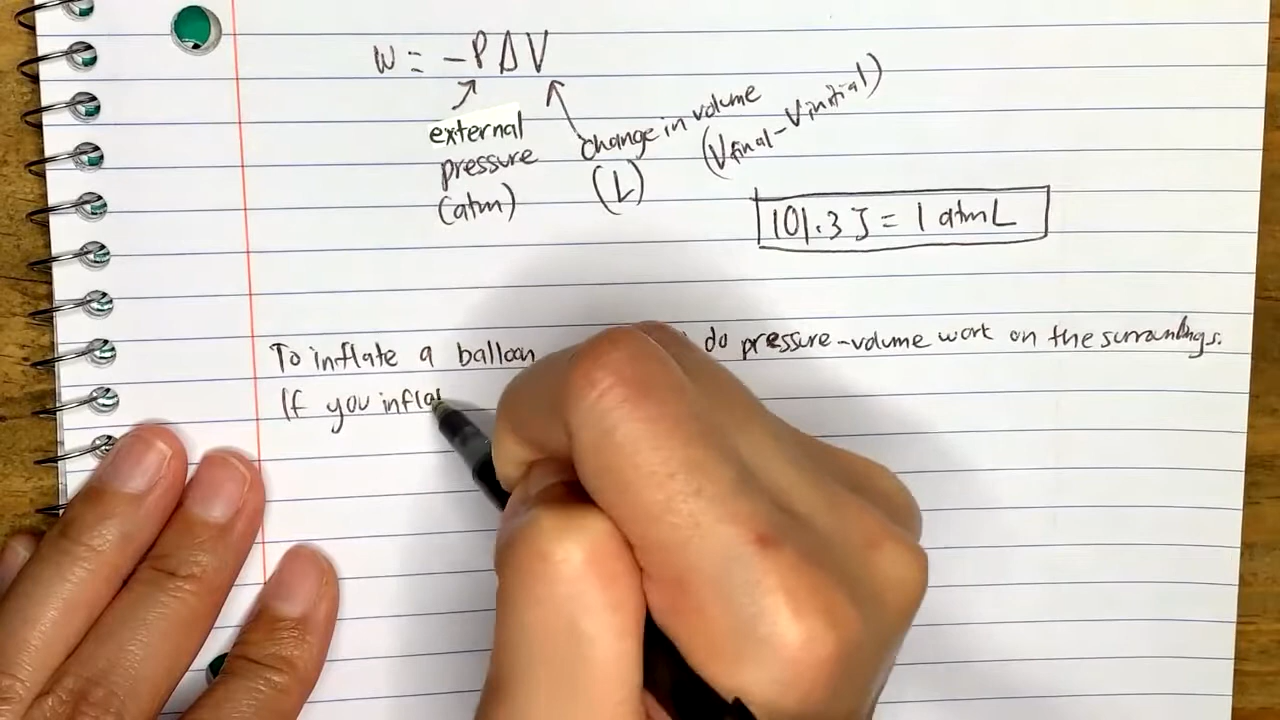 w = -PΔV
external
pressure
(atm)
change in volume
(Vfinal - Vinitial)
(L)
101.3 J = 1 atm L
To inflate a balloon do pressure-volume work on the surroundings.
If you infla